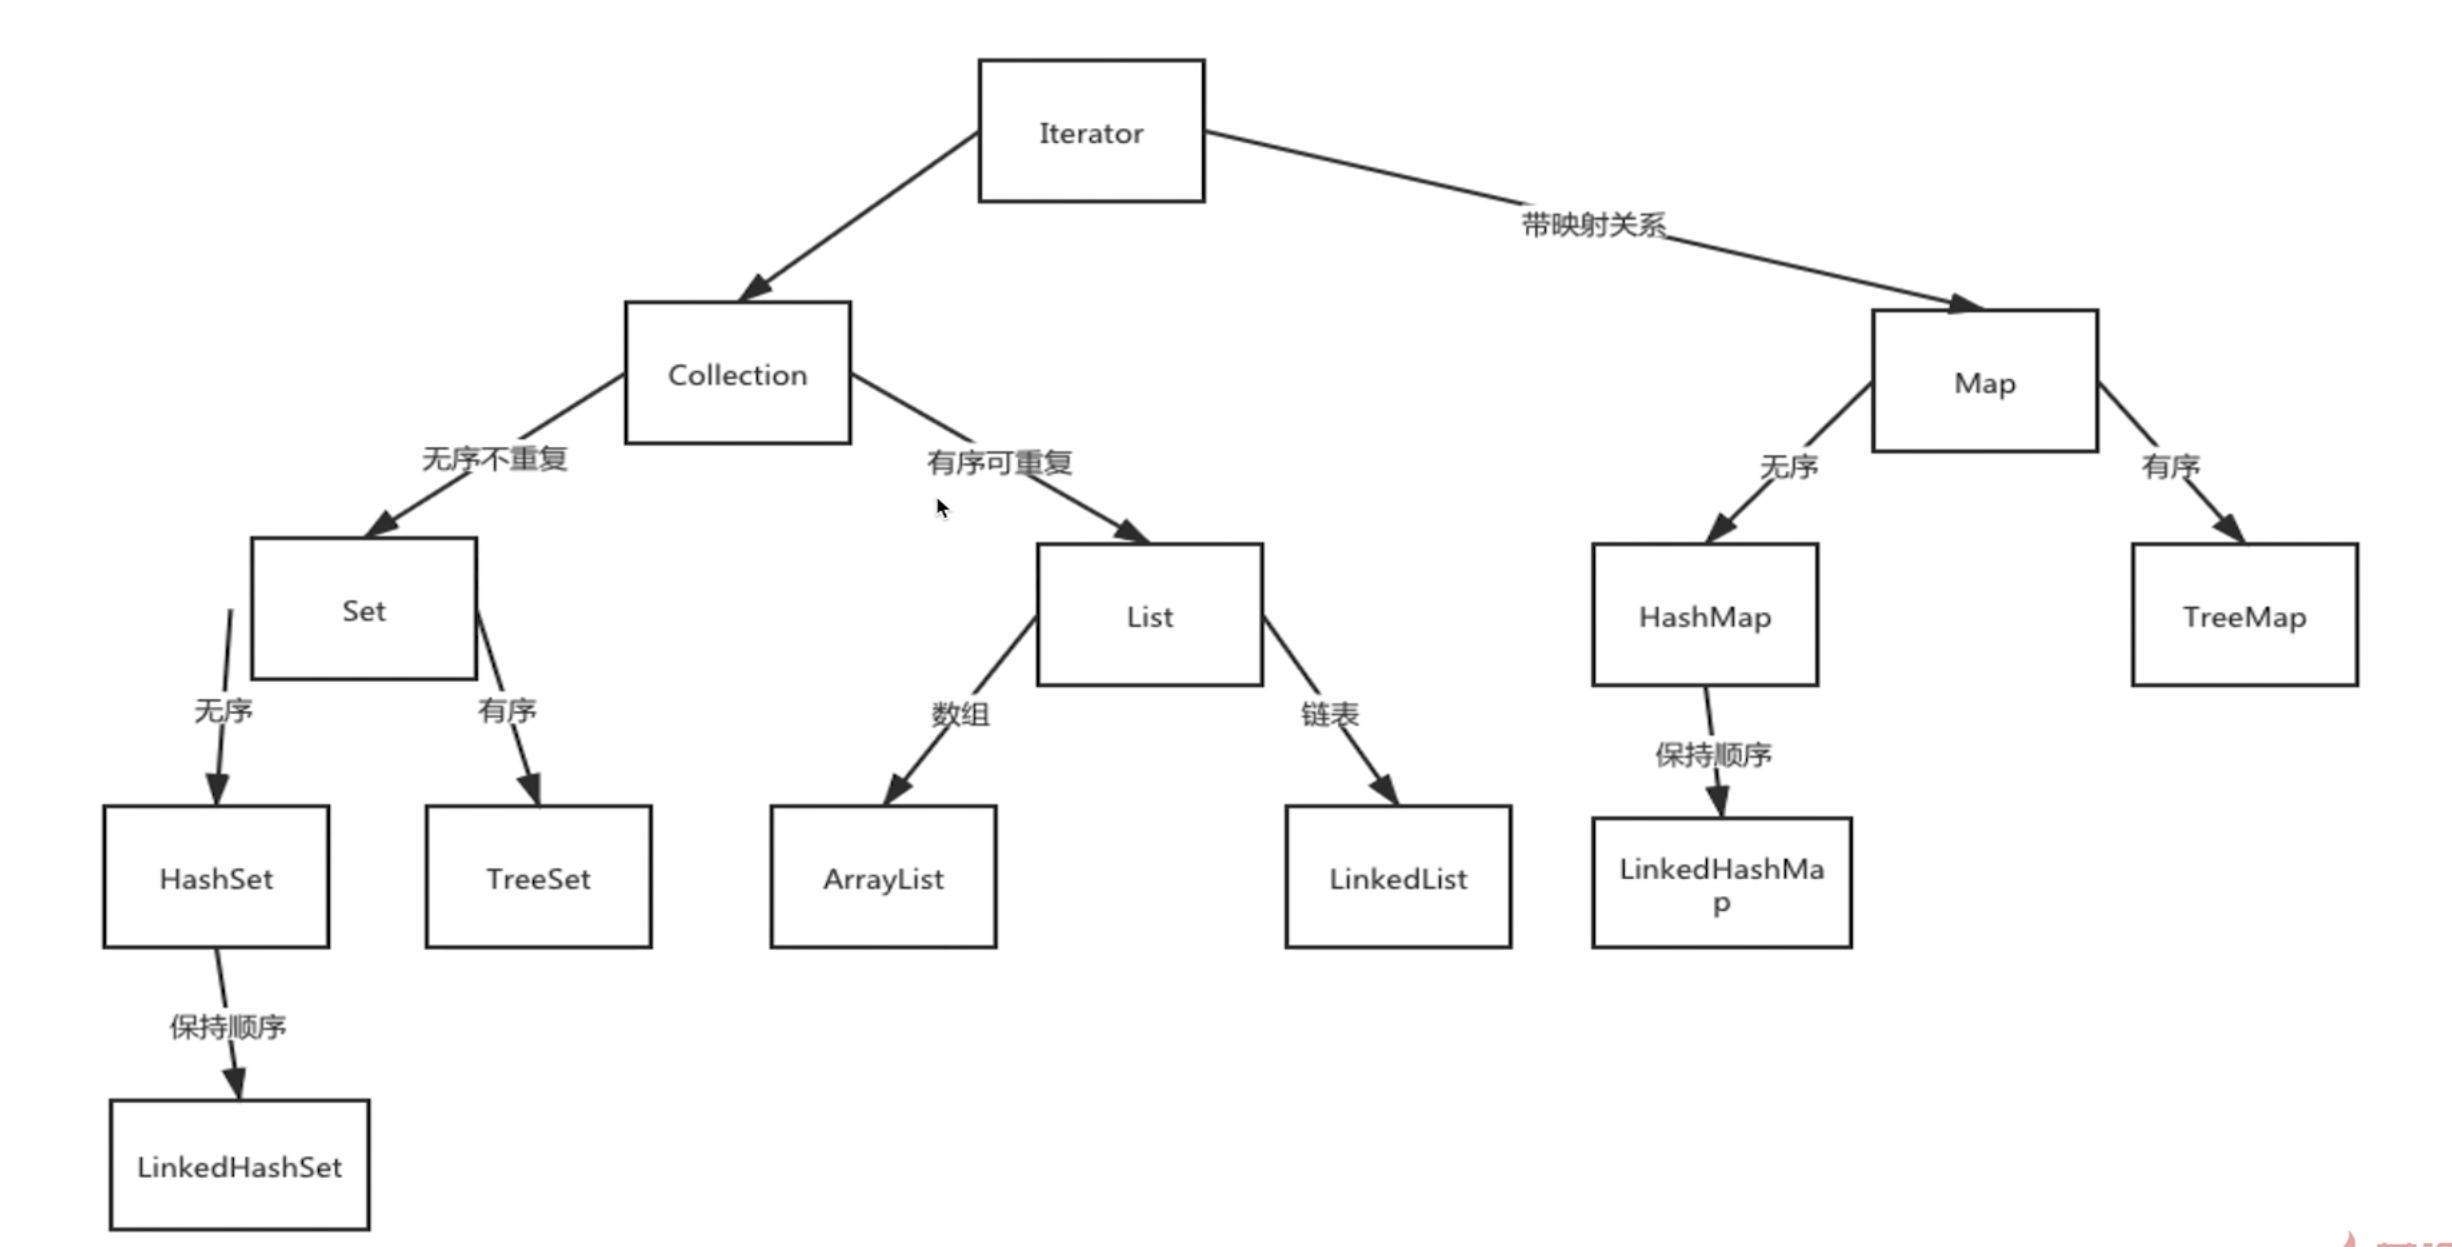 Iterator
带映射关系
Collection
Map
无序不重复
有序可重复
无序
有序
Set
List
HashMap
TreeMap
无序
有序
数组
链表
保持顺序
HashSet
TreeSet
ArrayList
LinkedList
LinkedHashMa
p
保持顺序
LinkedHashSet